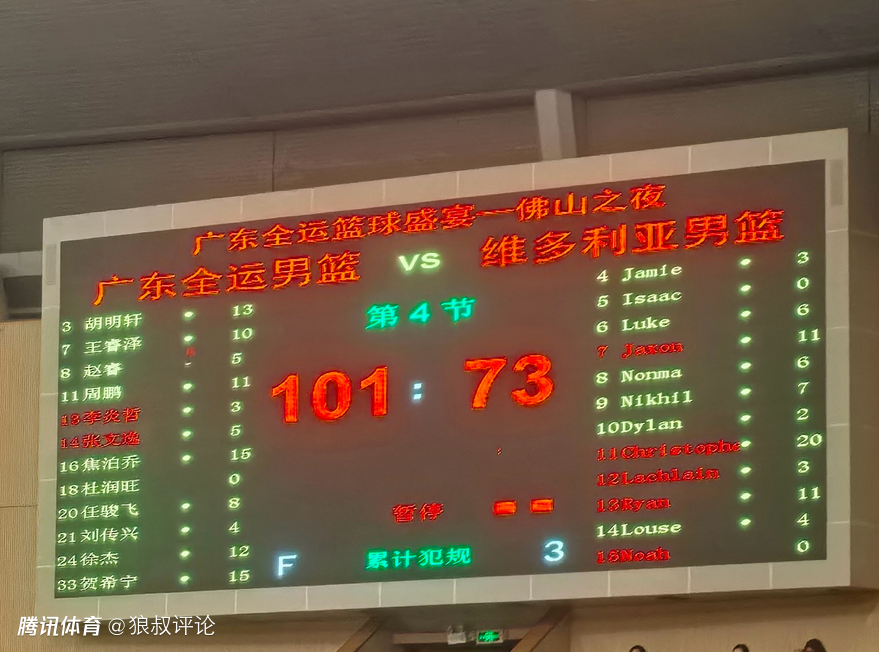 广东全运篮球盛宴—佛山之夜
广东全运男篮 VS 维多利亚男篮
第4节
101 : 73
暂停
F 累计犯规 3
3 胡明轩 13
7 王睿泽 10
8 赵睿 5
11 周鹏 11
13 李炎哲 3
14 张文逸 5
16 焦泊乔 15
18 杜润旺 0
20 任骏飞 8
21 刘传兴 4
24 徐杰 12
33 贺希宁 15
4 Jamie 3
5 Isaac 0
6 Luke 6
7 Jaxon 11
8 Nonma 6
9 Nikhil 7
10 Dylan 2
11 Christophe 20
12 Lachlain 3
13 Ryan 11
14 Louse 4
15 Noah 0
腾讯体育 @狼叔评论